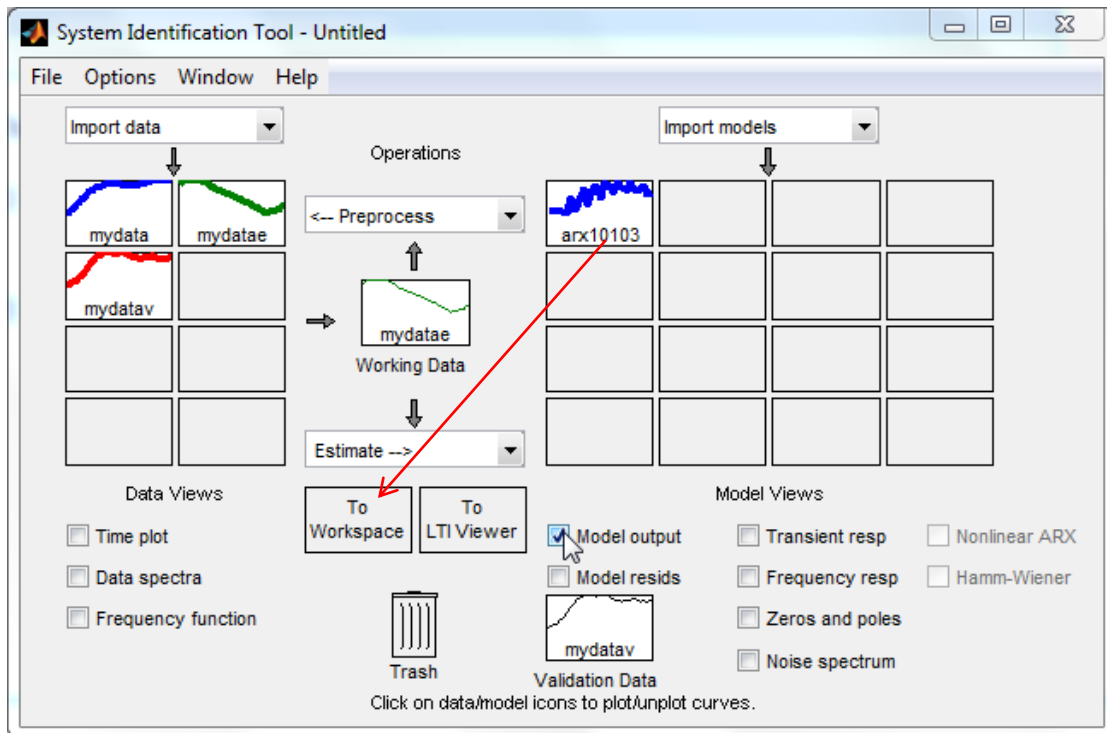 System Identification Tool - Untitled
File Options Window Help
Import data
Import models
Operations
mydata
mydatae
<-- Preprocess
arx10103
mydatav
mydatae
Working Data
Estimate -->
Data Views
To
Workspace
To
LTI Viewer
Model Views
Time plot
Model output
Transient resp
Nonlinear ARX
Data spectra
Model resids
Frequency resp
Hamm-Wiener
Frequency function
Zeros and poles
mydatav
Noise spectrum
Trash
Validation Data
Click on data/model icons to plot/unplot curves.